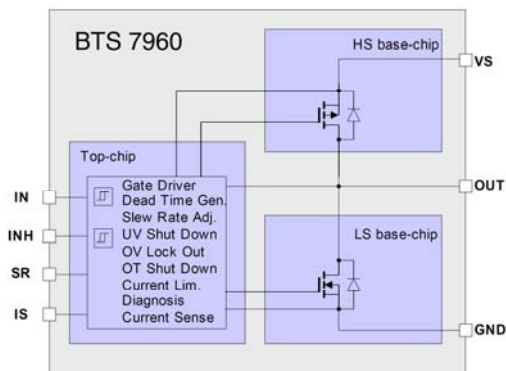 BTS 7960
HS base-chip
VS
Top-chip
IN
INH
SR
IS
Gate Driver
Dead Time Gen.
Slew Rate Adj.
UV Shut Down
OV Lock Out
OT Shut Down
Current Lim.
Diagnosis
Current Sense
OUT
LS base-chip
GND